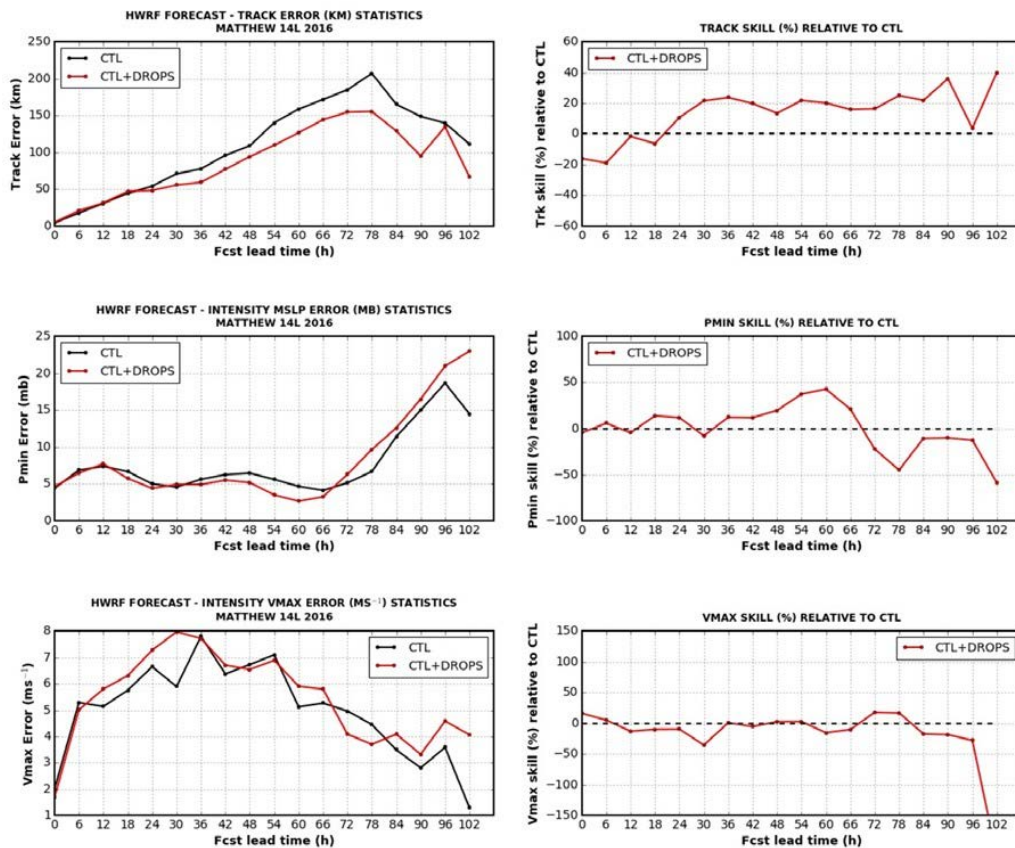 HWRF FORECAST - TRACK ERROR (KM) STATISTICS
MATTHEW 14L 2016
250
200
150
100
50
0
Track Error (km)
CTL
CTL+DROPS
0 6 12 18 24 30 36 42 48 54 60 66 72 78 84 90 96 102
Fcst lead time (h)
TRACK SKILL (%) RELATIVE TO CTL
60
40
20
0
−20
−40
−60
Trk skill (%) relative to CTL
CTL+DROPS
0 6 12 18 24 30 36 42 48 54 60 66 72 78 84 90 96 102
Fcst lead time (h)
HWRF FORECAST - INTENSITY MSLP ERROR (MB) STATISTICS
MATTHEW 14L 2016
25
20
15
10
5
0
Pmin Error (mb)
CTL
CTL+DROPS
0 6 12 18 24 30 36 42 48 54 60 66 72 78 84 90 96 102
Fcst lead time (h)
PMIN SKILL (%) RELATIVE TO CTL
100
50
0
−50
−100
Pmin skill (%) relative to CTL
CTL+DROPS
0 6 12 18 24 30 36 42 48 54 60 66 72 78 84 90 96 102
Fcst lead time (h)
HWRF FORECAST - INTENSITY VMAX ERROR (MS⁻¹) STATISTICS
MATTHEW 14L 2016
8
7
6
5
4
3
2
1
Vmax Error (ms⁻¹)
CTL
CTL+DROPS
0 6 12 18 24 30 36 42 48 54 60 66 72 78 84 90 96 102
Fcst lead time (h)
VMAX SKILL (%) RELATIVE TO CTL
150
100
50
0
−50
−100
−150
Vmax skill (%) relative to CTL
CTL+DROPS
0 6 12 18 24 30 36 42 48 54 60 66 72 78 84 90 96 102
Fcst lead time (h)